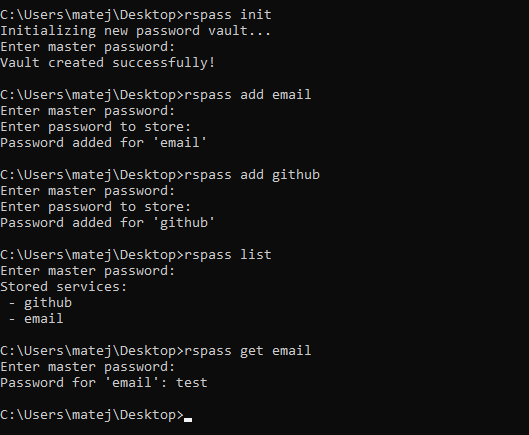 C:\Users\matej\Desktop>rspass init
Initializing new password vault...
Enter master password:
Vault created successfully!
C:\Users\matej\Desktop>rspass add email
Enter master password:
Enter password to store:
Password added for 'email'
C:\Users\matej\Desktop>rspass add github
Enter master password:
Enter password to store:
Password added for 'github'
C:\Users\matej\Desktop>rspass list
Enter master password:
Stored services:
 - github
 - email
C:\Users\matej\Desktop>rspass get email
Enter master password:
Password for 'email': test
C:\Users\matej\Desktop>